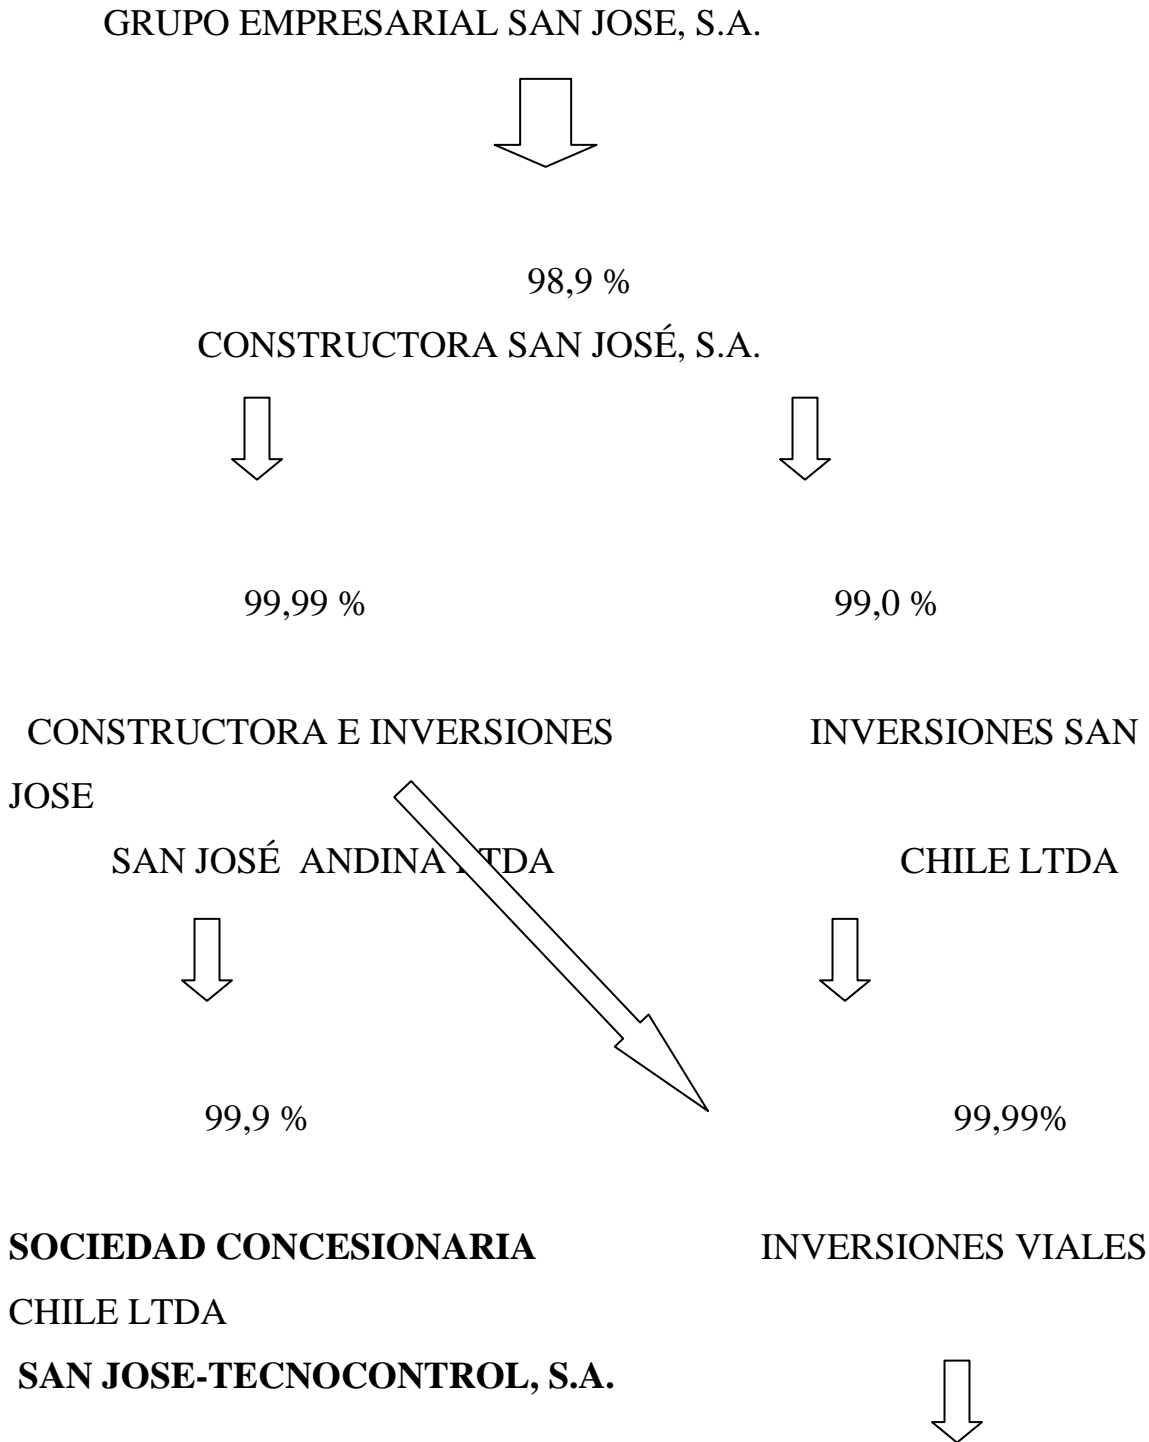 GRUPO EMPRESARIAL SAN JOSE, S.A.
98,9 %
CONSTRUCTORA SAN JOSÉ, S.A.
99,99 % 99,0 %
CONSTRUCTORA E INVERSIONES INVERSIONES SAN
JOSE
SAN JOSÉ ANDINA LTDA CHILE LTDA
99,9 % 99,99%
SOCIEDAD CONCESIONARIA INVERSIONES VIALES
CHILE LTDA
SAN JOSE-TECNOCONTROL, S.A.